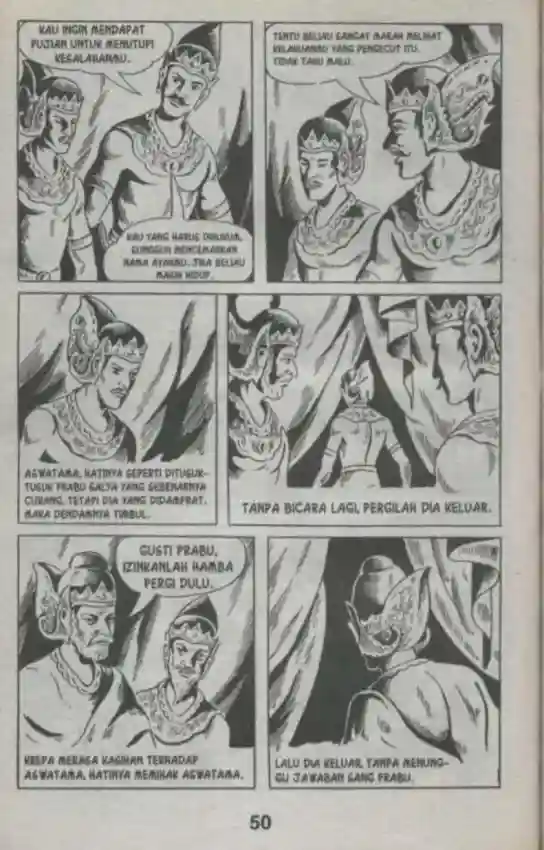 KAU INGIN MENDAPAT
PUJIAN UNTUK MENUTUPI
KESALAHANMU.
KAU YANG HARUS DIHUKUM,
SUNGGUH MENCEMARKAN
NAMA AYAHMU. JIKA BELIAU
MASIH HIDUP.
TENTU BELIAU SANGAT MARAH MELIHAT
KELAKUANMU YANG PENGECUT ITU.
TIDAK TAHU MALU.
ASWATAMA, HATINYA SEPERTI DITUSUK-
TUSUK PRABU SALYA YANG SEBENARNYA
CURANG, TETAPI DIA YANG DIDAMPRAT.
MAKA DENDAMNYA TIMBUL.
TANPA BICARA LAGI, PERGILAH DIA KELUAR.
GUSTI PRABU,
IZINKANLAH HAMBA
PERGI DULU.
KREPA MERASA KASIHAN TERHADAP
ASWATAMA, HATINYA MEMIHAK ASWATAMA.
LALU DIA KELUAR, TANPA MENUNG-
GU JAWABAN SANG PRABU.
50